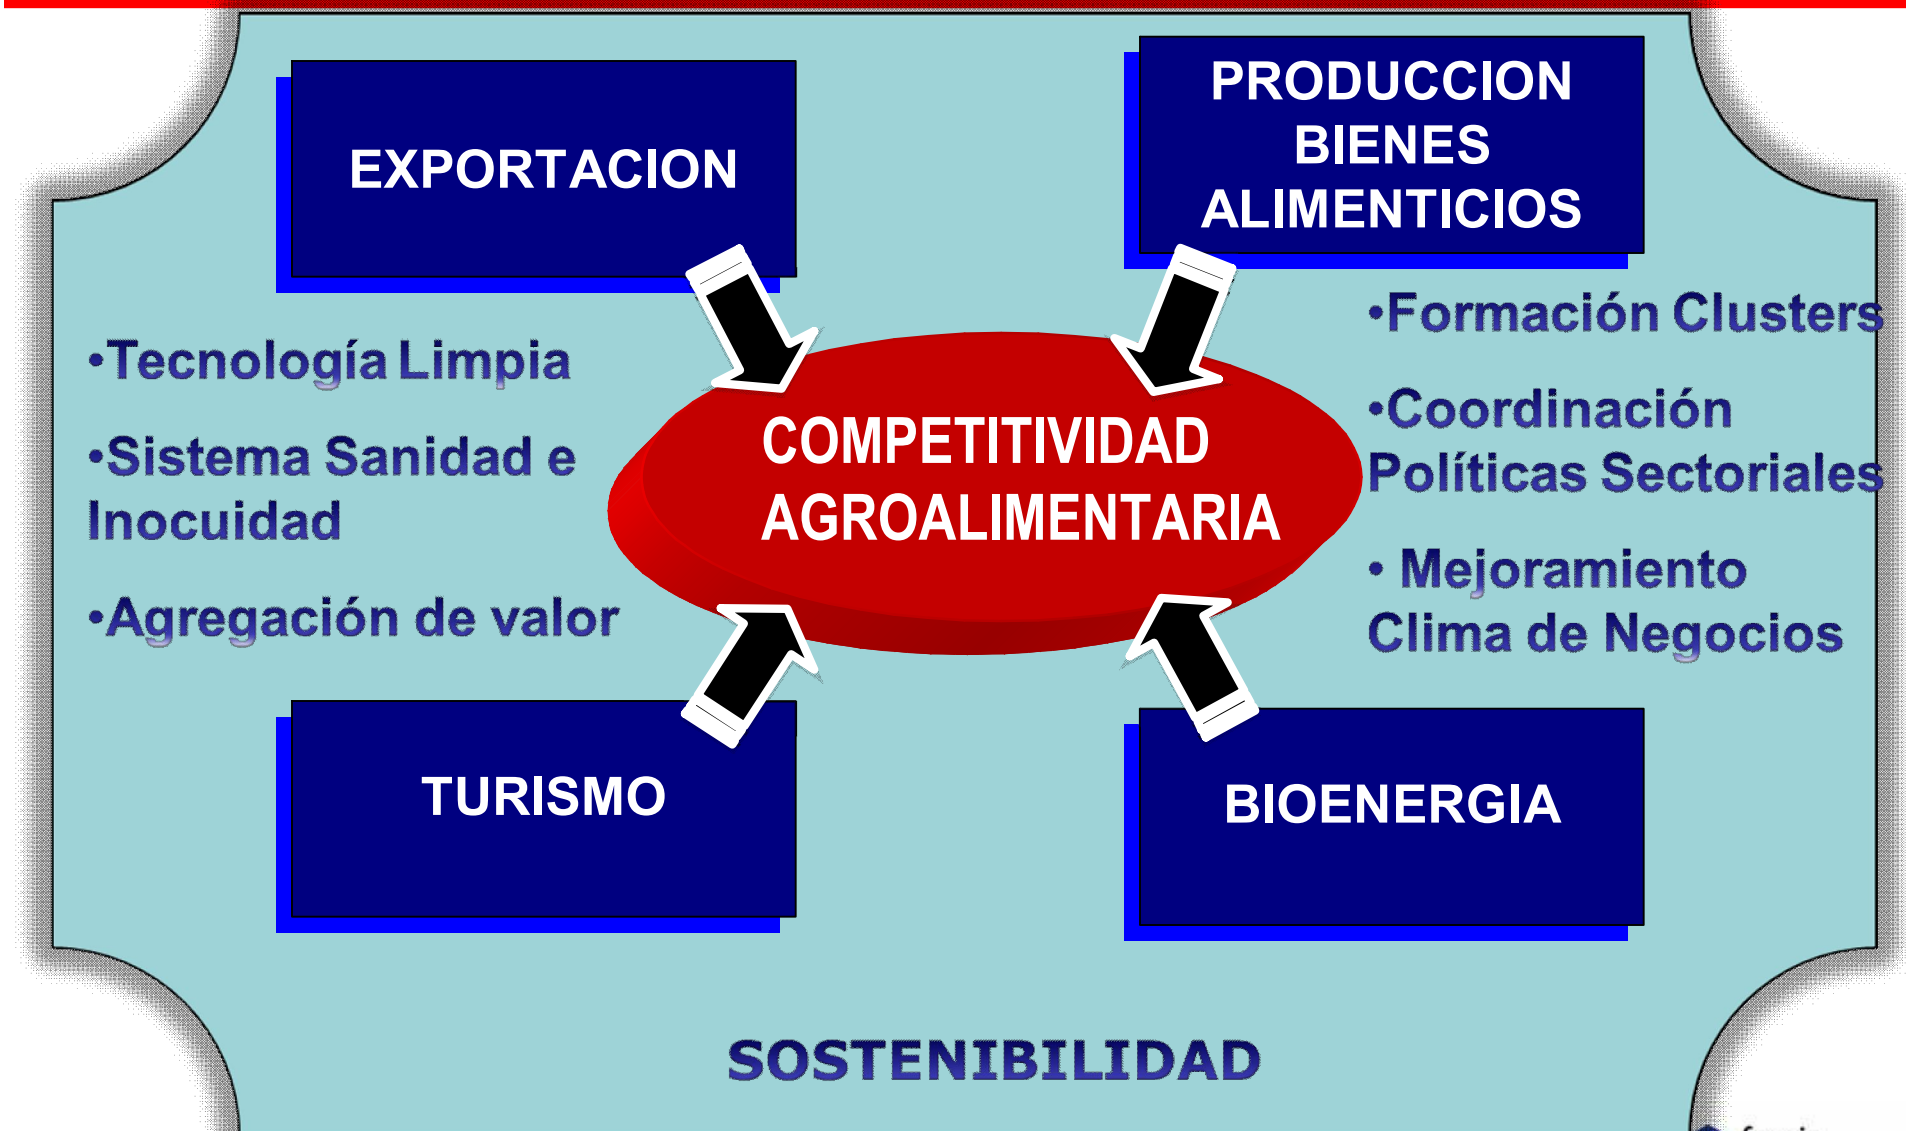 EXPORTACION
PRODUCCION
BIENES
ALIMENTICIOS
•Tecnología Limpia
•Sistema Sanidad e
Inocuidad
•Agregación de valor
COMPETITIVIDAD
AGROALIMENTARIA
•Formación Clusters
•Coordinación
Políticas Sectoriales
• Mejoramiento
Clima de Negocios
TURISMO
BIOENERGIA
SOSTENIBILIDAD